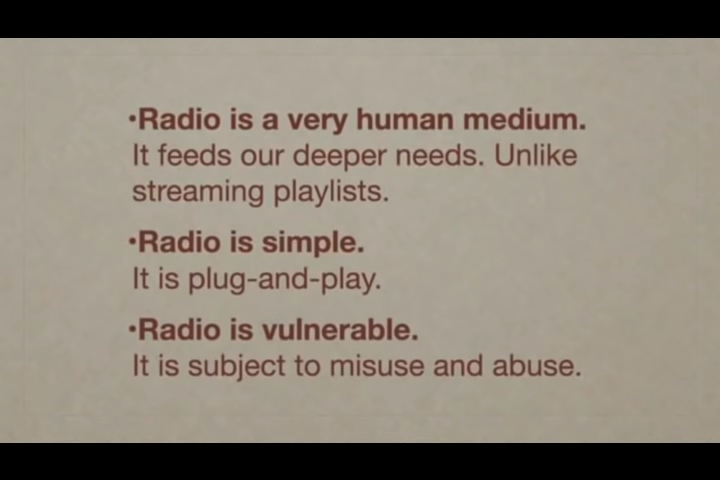 •Radio is a very human medium.
It feeds our deeper needs. Unlike
streaming playlists.
•Radio is simple.
It is plug-and-play.
•Radio is vulnerable.
It is subject to misuse and abuse.